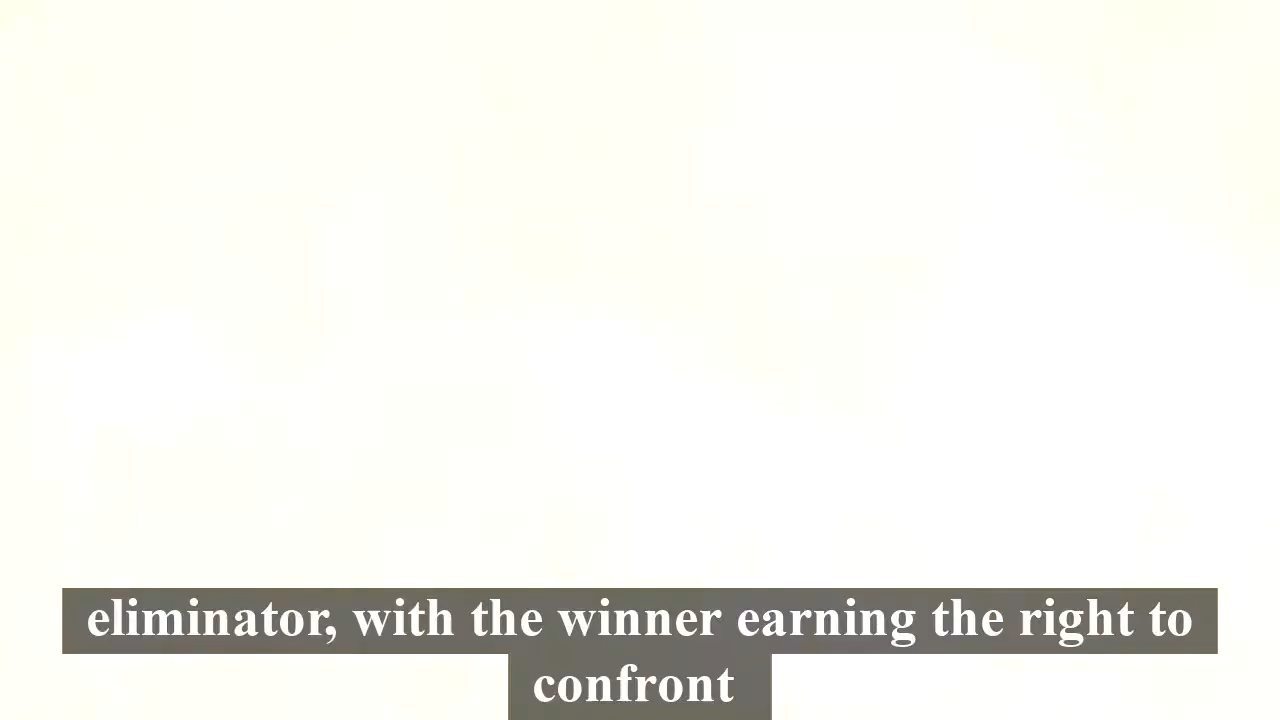 eliminator, with the winner earning the right to
confront